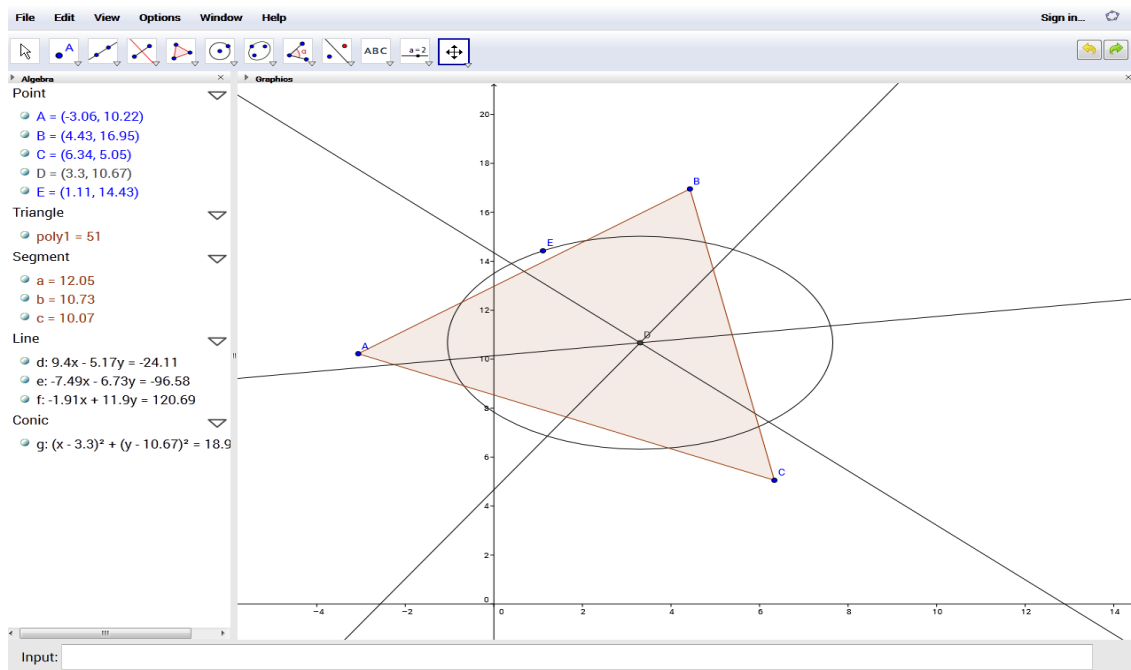 File Edit View Options Window Help Sign in...
A ABC a=2
Algebra
Graphics
Point
A = (-3.06, 10.22)
B = (4.43, 16.95)
C = (6.34, 5.05)
D = (3.3, 10.67)
E = (1.11, 14.43)
Triangle
poly1 = 51
Segment
a = 12.05
b = 10.73
c = 10.07
Line
d: 9.4x - 5.17y = -24.11
e: -7.49x - 6.73y = -96.58
f: -1.91x + 11.9y = 120.69
Conic
g: (x - 3.3)² + (y - 10.67)² = 18.9
20
18
16
14
12
10
8
6
4
2
0
-4 -2 0 2 4 6 8 10 12 14
A
B
C
D
E
Input: